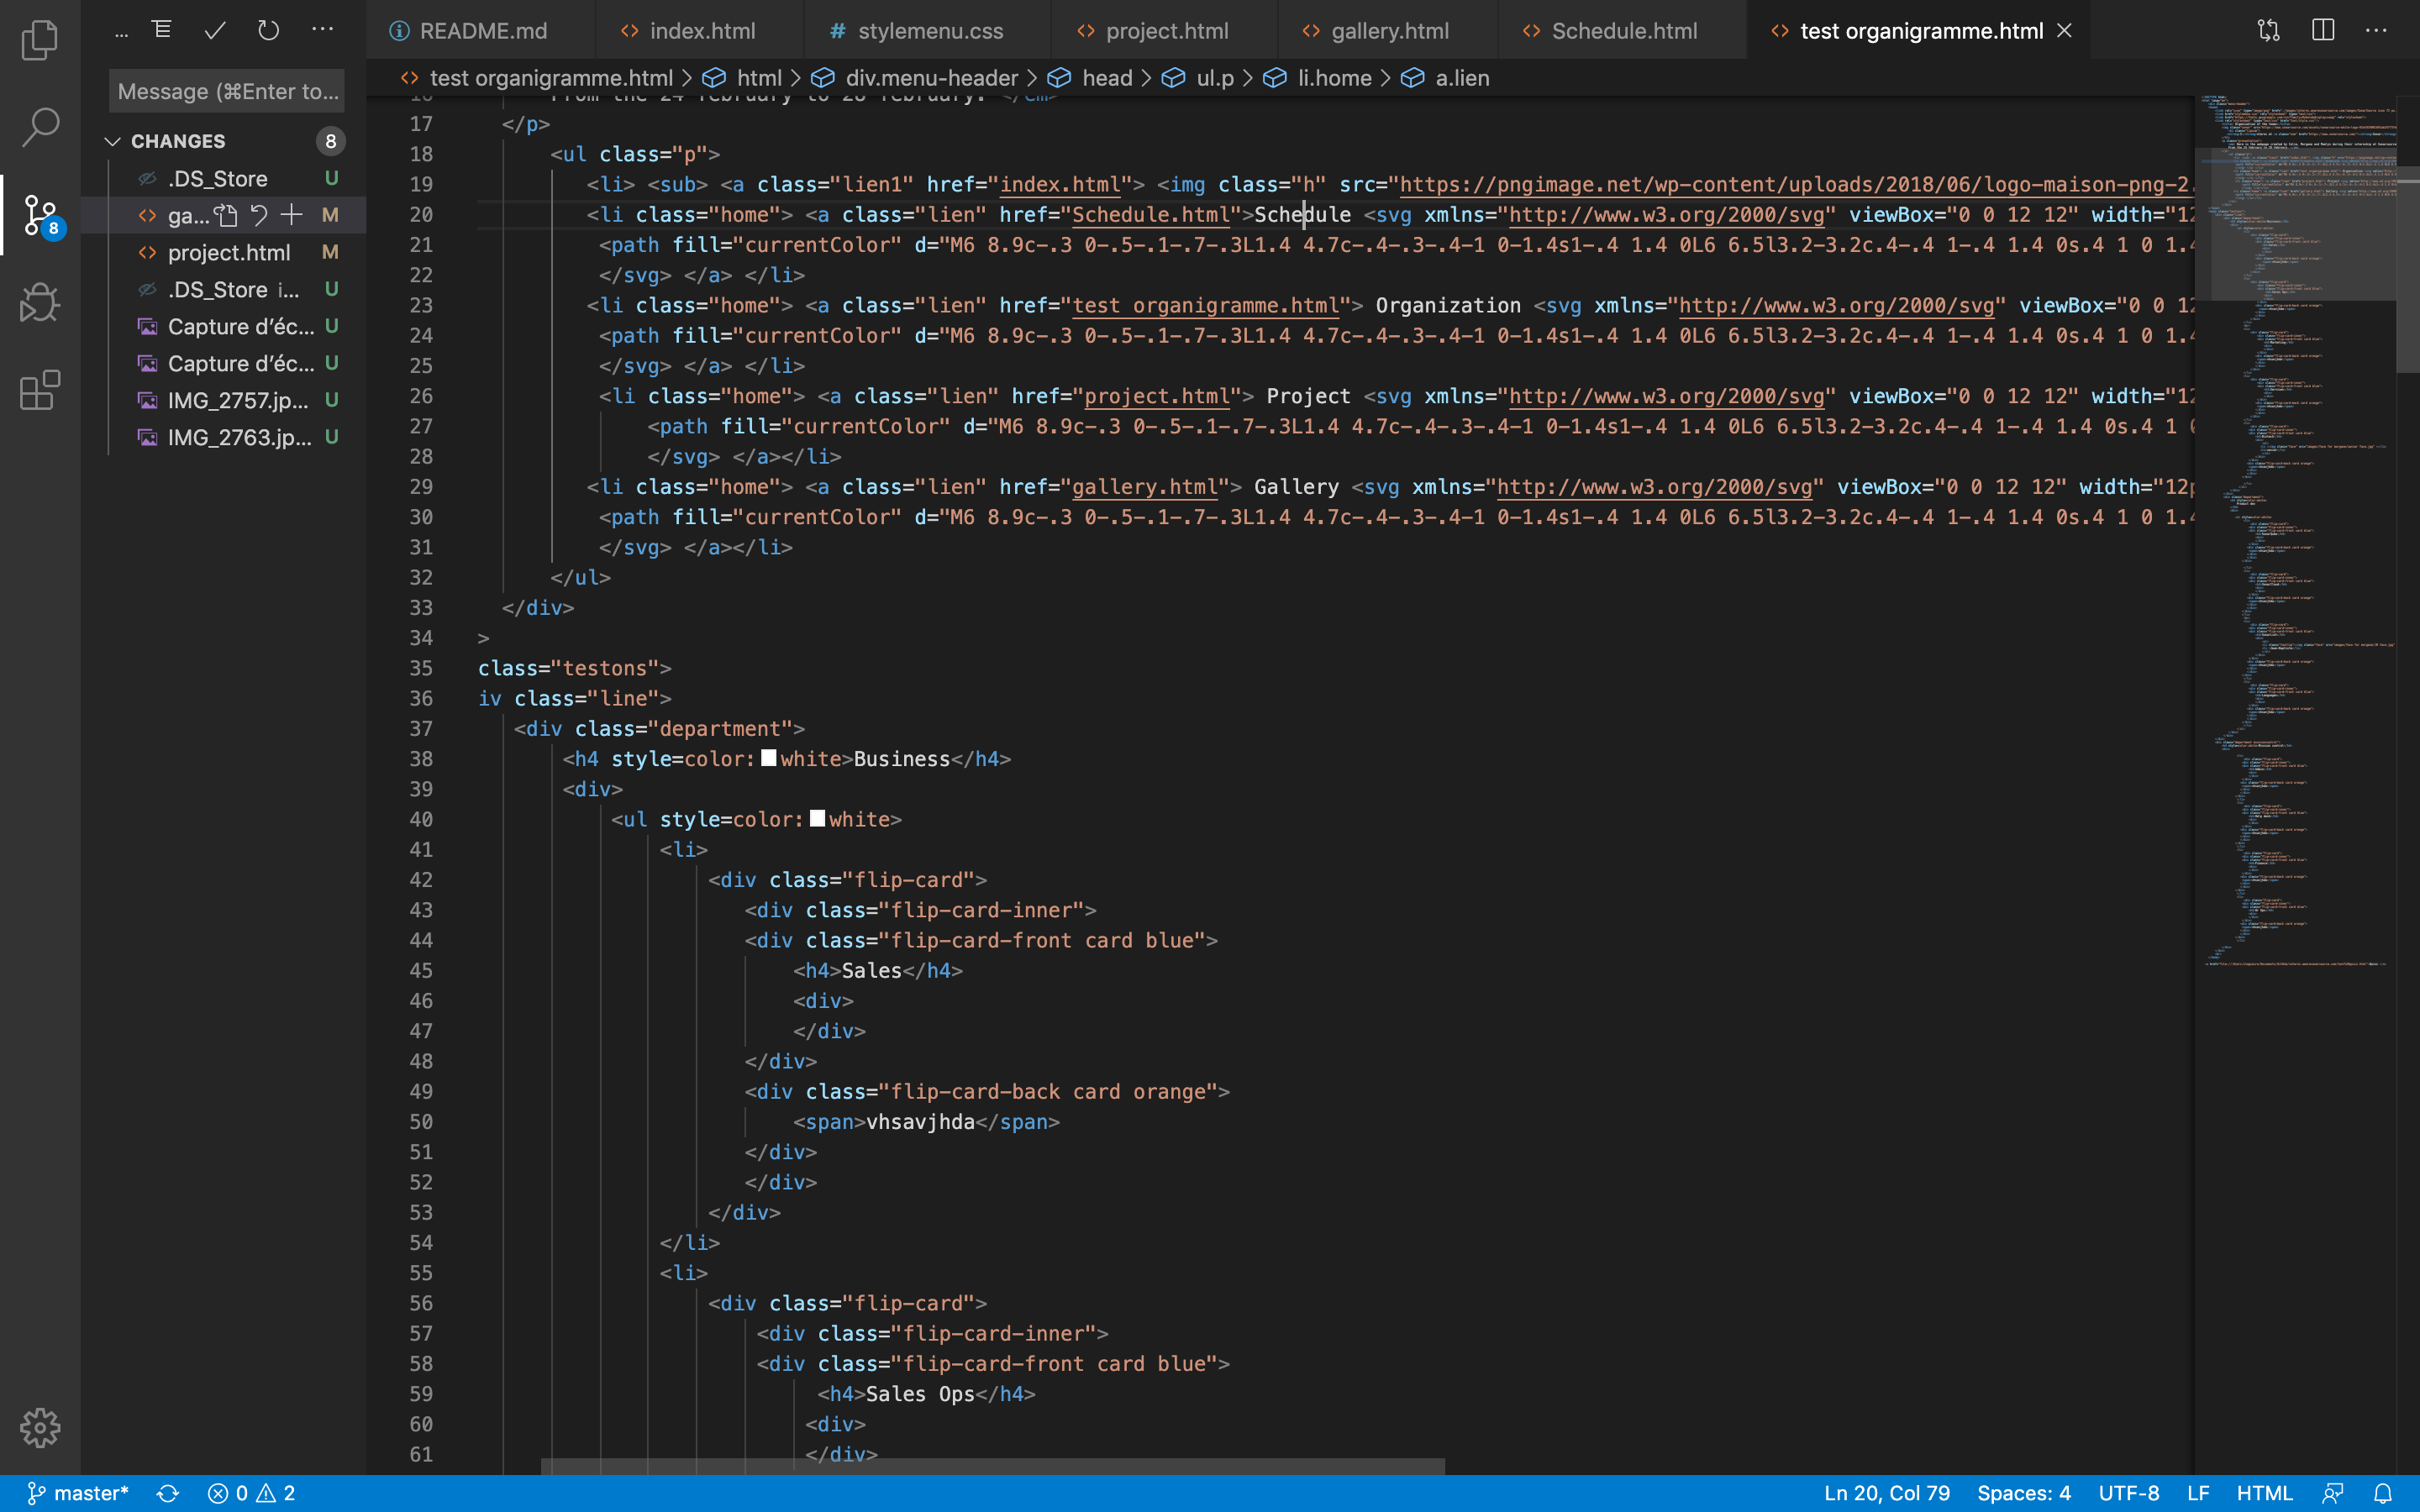 README.md
index.html
# stylemenu.css
project.html
gallery.html
Schedule.html
test organigramme.html
Message (⌘Enter to...
test organigramme.html > html > div.menu-header > head > ul.p > li.home > a.lien
CHANGES 8
.DS_Store U
ga... M
project.html M
.DS_Store i... U
Capture d'éc... U
Capture d'éc... U
IMG_2757.jp... U
IMG_2763.jp... U
8
16 From the 24 february to 28 february. </em>
17 </p>
18 <ul class="p">
19 <li> <sub> <a class="lien1" href="index.html"> <img class="h" src="https://pngimage.net/wp-content/uploads/2018/06/logo-maison-png-2.
20 <li class="home"> <a class="lien" href="Schedule.html">Schedule <svg xmlns="http://www.w3.org/2000/svg" viewBox="0 0 12 12" width="12
21 <path fill="currentColor" d="M6 8.9c-.3 0-.5-.1-.7-.3L1.4 4.7c-.4-.3-.4-1 0-1.4s1-.4 1.4 0L6 6.5l3.2-3.2c.4-.4 1-.4 1.4 0s.4 1 0 1.4
22 </svg> </a> </li>
23 <li class="home"> <a class="lien" href="test organigramme.html"> Organization <svg xmlns="http://www.w3.org/2000/svg" viewBox="0 0 12
24 <path fill="currentColor" d="M6 8.9c-.3 0-.5-.1-.7-.3L1.4 4.7c-.4-.3-.4-1 0-1.4s1-.4 1.4 0L6 6.5l3.2-3.2c.4-.4 1-.4 1.4 0s.4 1 0 1.4
25 </svg> </a> </li>
26 <li class="home"> <a class="lien" href="project.html"> Project <svg xmlns="http://www.w3.org/2000/svg" viewBox="0 0 12 12" width="12
27 <path fill="currentColor" d="M6 8.9c-.3 0-.5-.1-.7-.3L1.4 4.7c-.4-.3-.4-1 0-1.4s1-.4 1.4 0L6 6.5l3.2-3.2c.4-.4 1-.4 1.4 0s.4 1 0
28 </svg> </a></li>
29 <li class="home"> <a class="lien" href="gallery.html"> Gallery <svg xmlns="http://www.w3.org/2000/svg" viewBox="0 0 12 12" width="12p
30 <path fill="currentColor" d="M6 8.9c-.3 0-.5-.1-.7-.3L1.4 4.7c-.4-.3-.4-1 0-1.4s1-.4 1.4 0L6 6.5l3.2-3.2c.4-.4 1-.4 1.4 0s.4 1 0 1.4
31 </svg> </a></li>
32 </ul>
33 </div>
34 >
35 class="testons">
36 iv class="line">
37 <div class="department">
38 <h4 style=color:white>Business</h4>
39 <div>
40 <ul style=color:white>
41 <li>
42 <div class="flip-card">
43 <div class="flip-card-inner">
44 <div class="flip-card-front card blue">
45 <h4>Sales</h4>
46 <div>
47 </div>
48 </div>
49 <div class="flip-card-back card orange">
50 <span>vhsavjhda</span>
51 </div>
52 </div>
53 </div>
54 </li>
55 <li>
56 <div class="flip-card">
57 <div class="flip-card-inner">
58 <div class="flip-card-front card blue">
59 <h4>Sales Ops</h4>
60 <div>
61 </div>
master* 0 2
Ln 20, Col 79 Spaces: 4 UTF-8 LF HTML